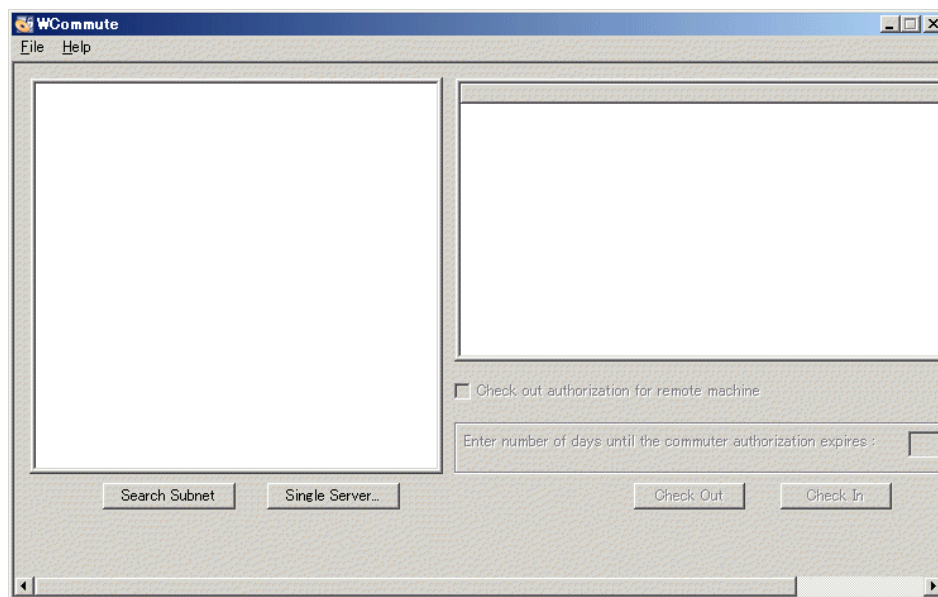 WCommute
File Help
Check out authorization for remote machine
Enter number of days until the commuter authorization expires :
Search Subnet Single Server... Check Out Check In